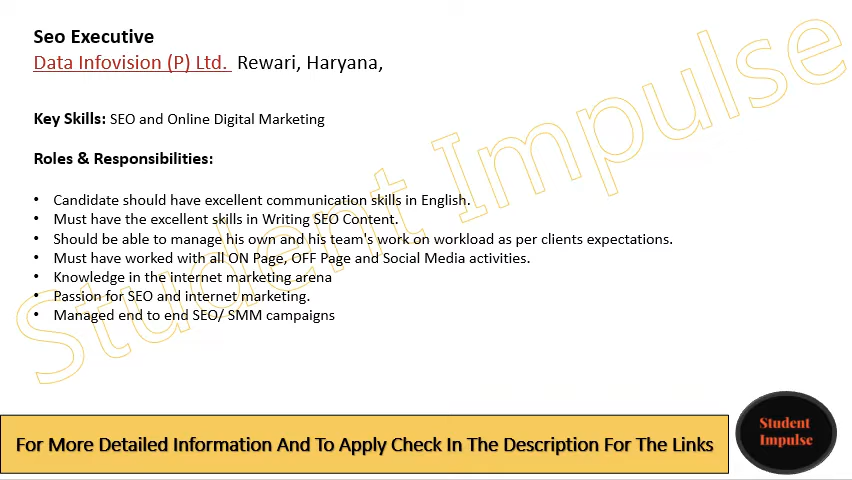 Seo Executive
Data Infovision (P) Ltd. Rewari, Haryana,
Key Skills: SEO and Online Digital Marketing
Roles & Responsibilities:
• Candidate should have excellent communication skills in English.
• Must have the excellent skills in Writing SEO Content.
• Should be able to manage his own and his team's work on workload as per clients expectations.
• Must have worked with all ON Page, OFF Page and Social Media activities.
• Knowledge in the internet marketing arena
• Passion for SEO and internet marketing.
• Managed end to end SEO/ SMM campaigns
Student Impulse
For More Detailed Information And To Apply Check In The Description For The Links
Student
Impulse